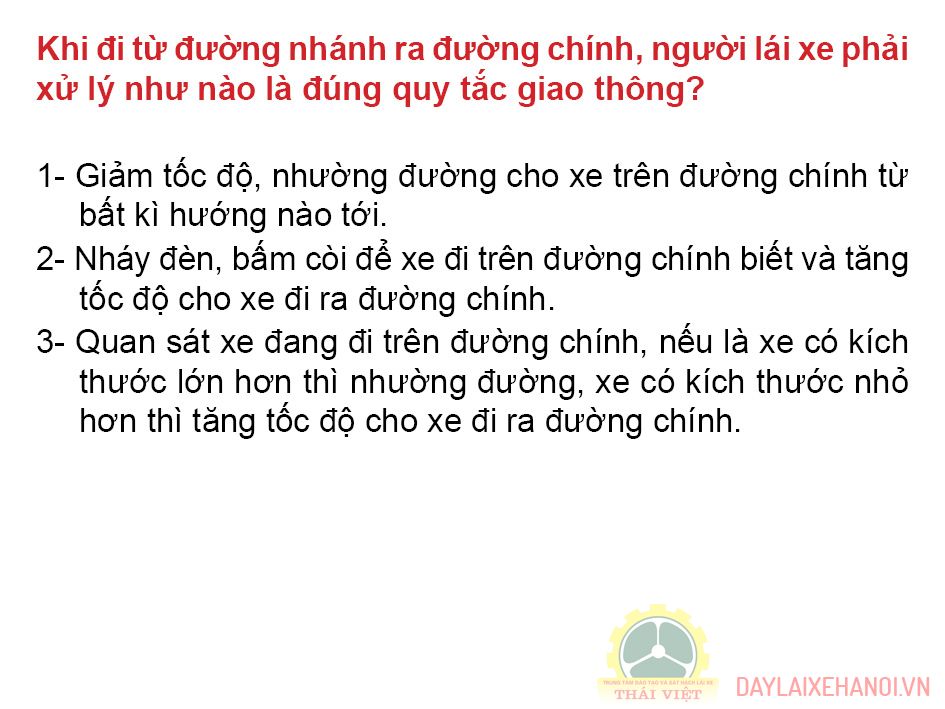 Khi đi từ đường nhánh ra đường chính, người lái xe phải
xử lý như nào là đúng quy tắc giao thông?
1- Giảm tốc độ, nhường đường cho xe trên đường chính từ
bất kì hướng nào tới.
2- Nháy đèn, bấm còi để xe đi trên đường chính biết và tăng
tốc độ cho xe đi ra đường chính.
3- Quan sát xe đang đi trên đường chính, nếu là xe có kích
thước lớn hơn thì nhường đường, xe có kích thước nhỏ
hơn thì tăng tốc độ cho xe đi ra đường chính.
TRUNG TÂM ĐÀO TẠO VÀ SÁT HẠCH LÁI XE
THÁI VIỆT
DAYLAIXEHANOI.VN